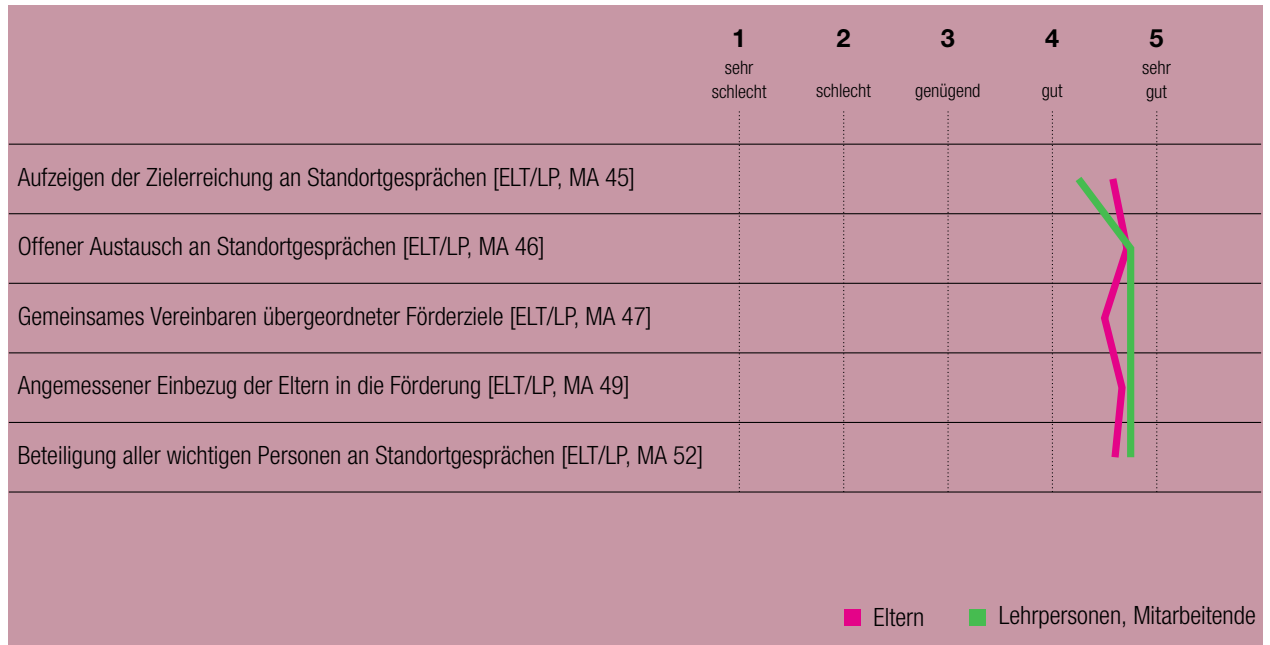 1 2 3 4 5
sehr sehr
schlecht schlecht genügend gut gut
Aufzeigen der Zielerreichung an Standortgesprächen [ELT/LP, MA 45]
Offener Austausch an Standortgesprächen [ELT/LP, MA 46]
Gemeinsames Vereinbaren übergeordneter Förderziele [ELT/LP, MA 47]
Angemessener Einbezug der Eltern in die Förderung [ELT/LP, MA 49]
Beteiligung aller wichtigen Personen an Standortgesprächen [ELT/LP, MA 52]
Eltern Lehrpersonen, Mitarbeitende